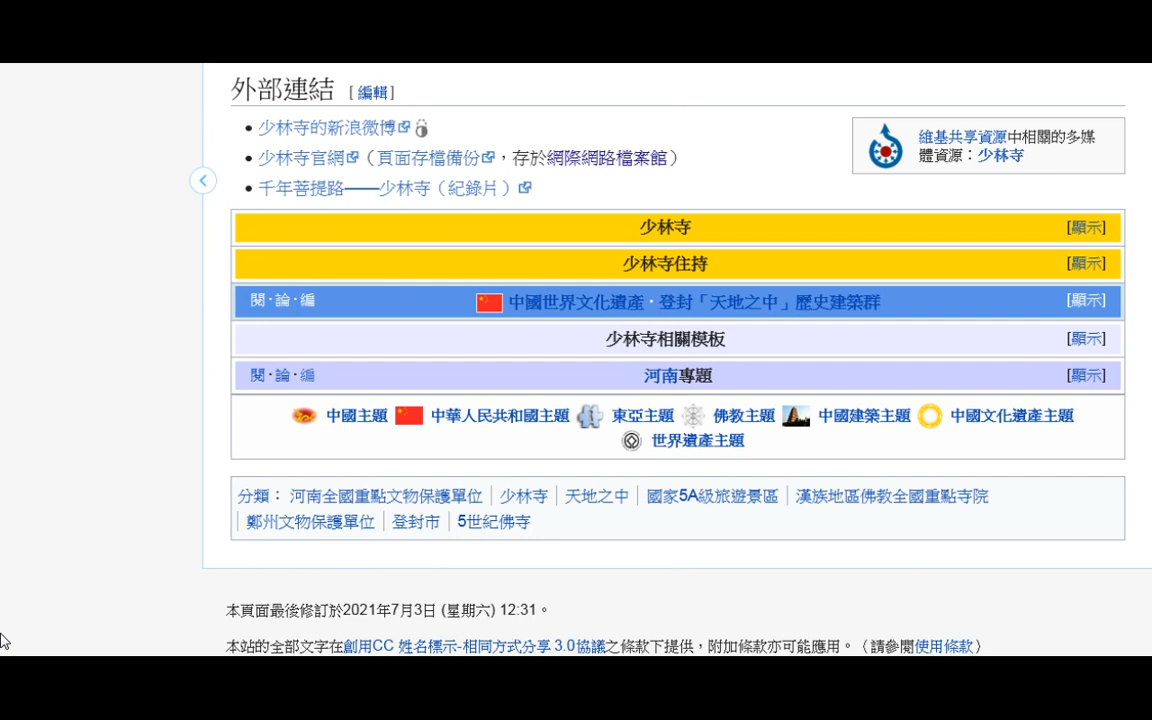 外部連結 [編輯]
• 少林寺的新浪微博
• 少林寺官網（頁面存檔備份，存於網際網路檔案館）
• 千年菩提路——少林寺（紀錄片）
維基共享資源中相關的多媒
體資源：少林寺
少林寺 [顯示]
少林寺住持 [顯示]
閱·論·編 中國世界文化遺產·登封「天地之中」歷史建築群 [顯示]
少林寺相關模板 [顯示]
閱·論·編 河南專題 [顯示]
中國主題 中華人民共和國主題 東亞主題 佛教主題 中國建築主題 中國文化遺產主題
世界遺產主題
分類： 河南全國重點文物保護單位 | 少林寺 | 天地之中 | 國家5A級旅遊景區 | 漢族地區佛教全國重點寺院
| 鄭州文物保護單位 | 登封市 | 5世紀佛寺
本頁面最後修訂於2021年7月3日 (星期六) 12:31。
本站的全部文字在創用CC 姓名標示-相同方式分享 3.0協議之條款下提供，附加條款亦可能應用。（請參閱使用條款）